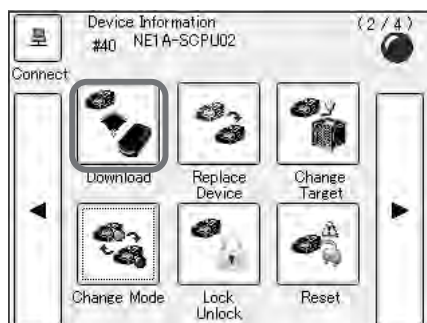 Device Information
(2/4)
#40 NE1A-SCPU02
Connect
Download
Replace
Device
Change
Target
Change Mode
Lock
Unlock
Reset